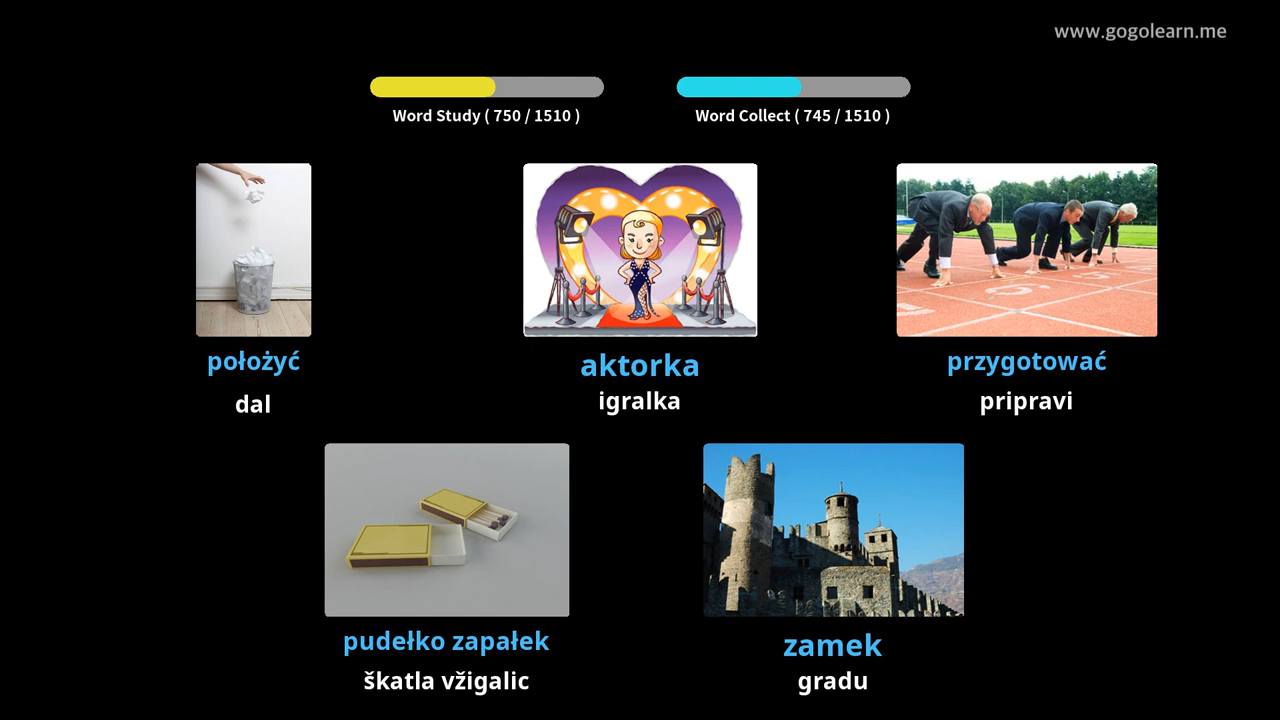 www.gogolearn.me
Word Study ( 750 / 1510 )
Word Collect ( 745 / 1510 )
położyć
dal
aktorka
igralka
przygotować
pripravi
pudełko zapałek
škatla vžigalic
zamek
gradu